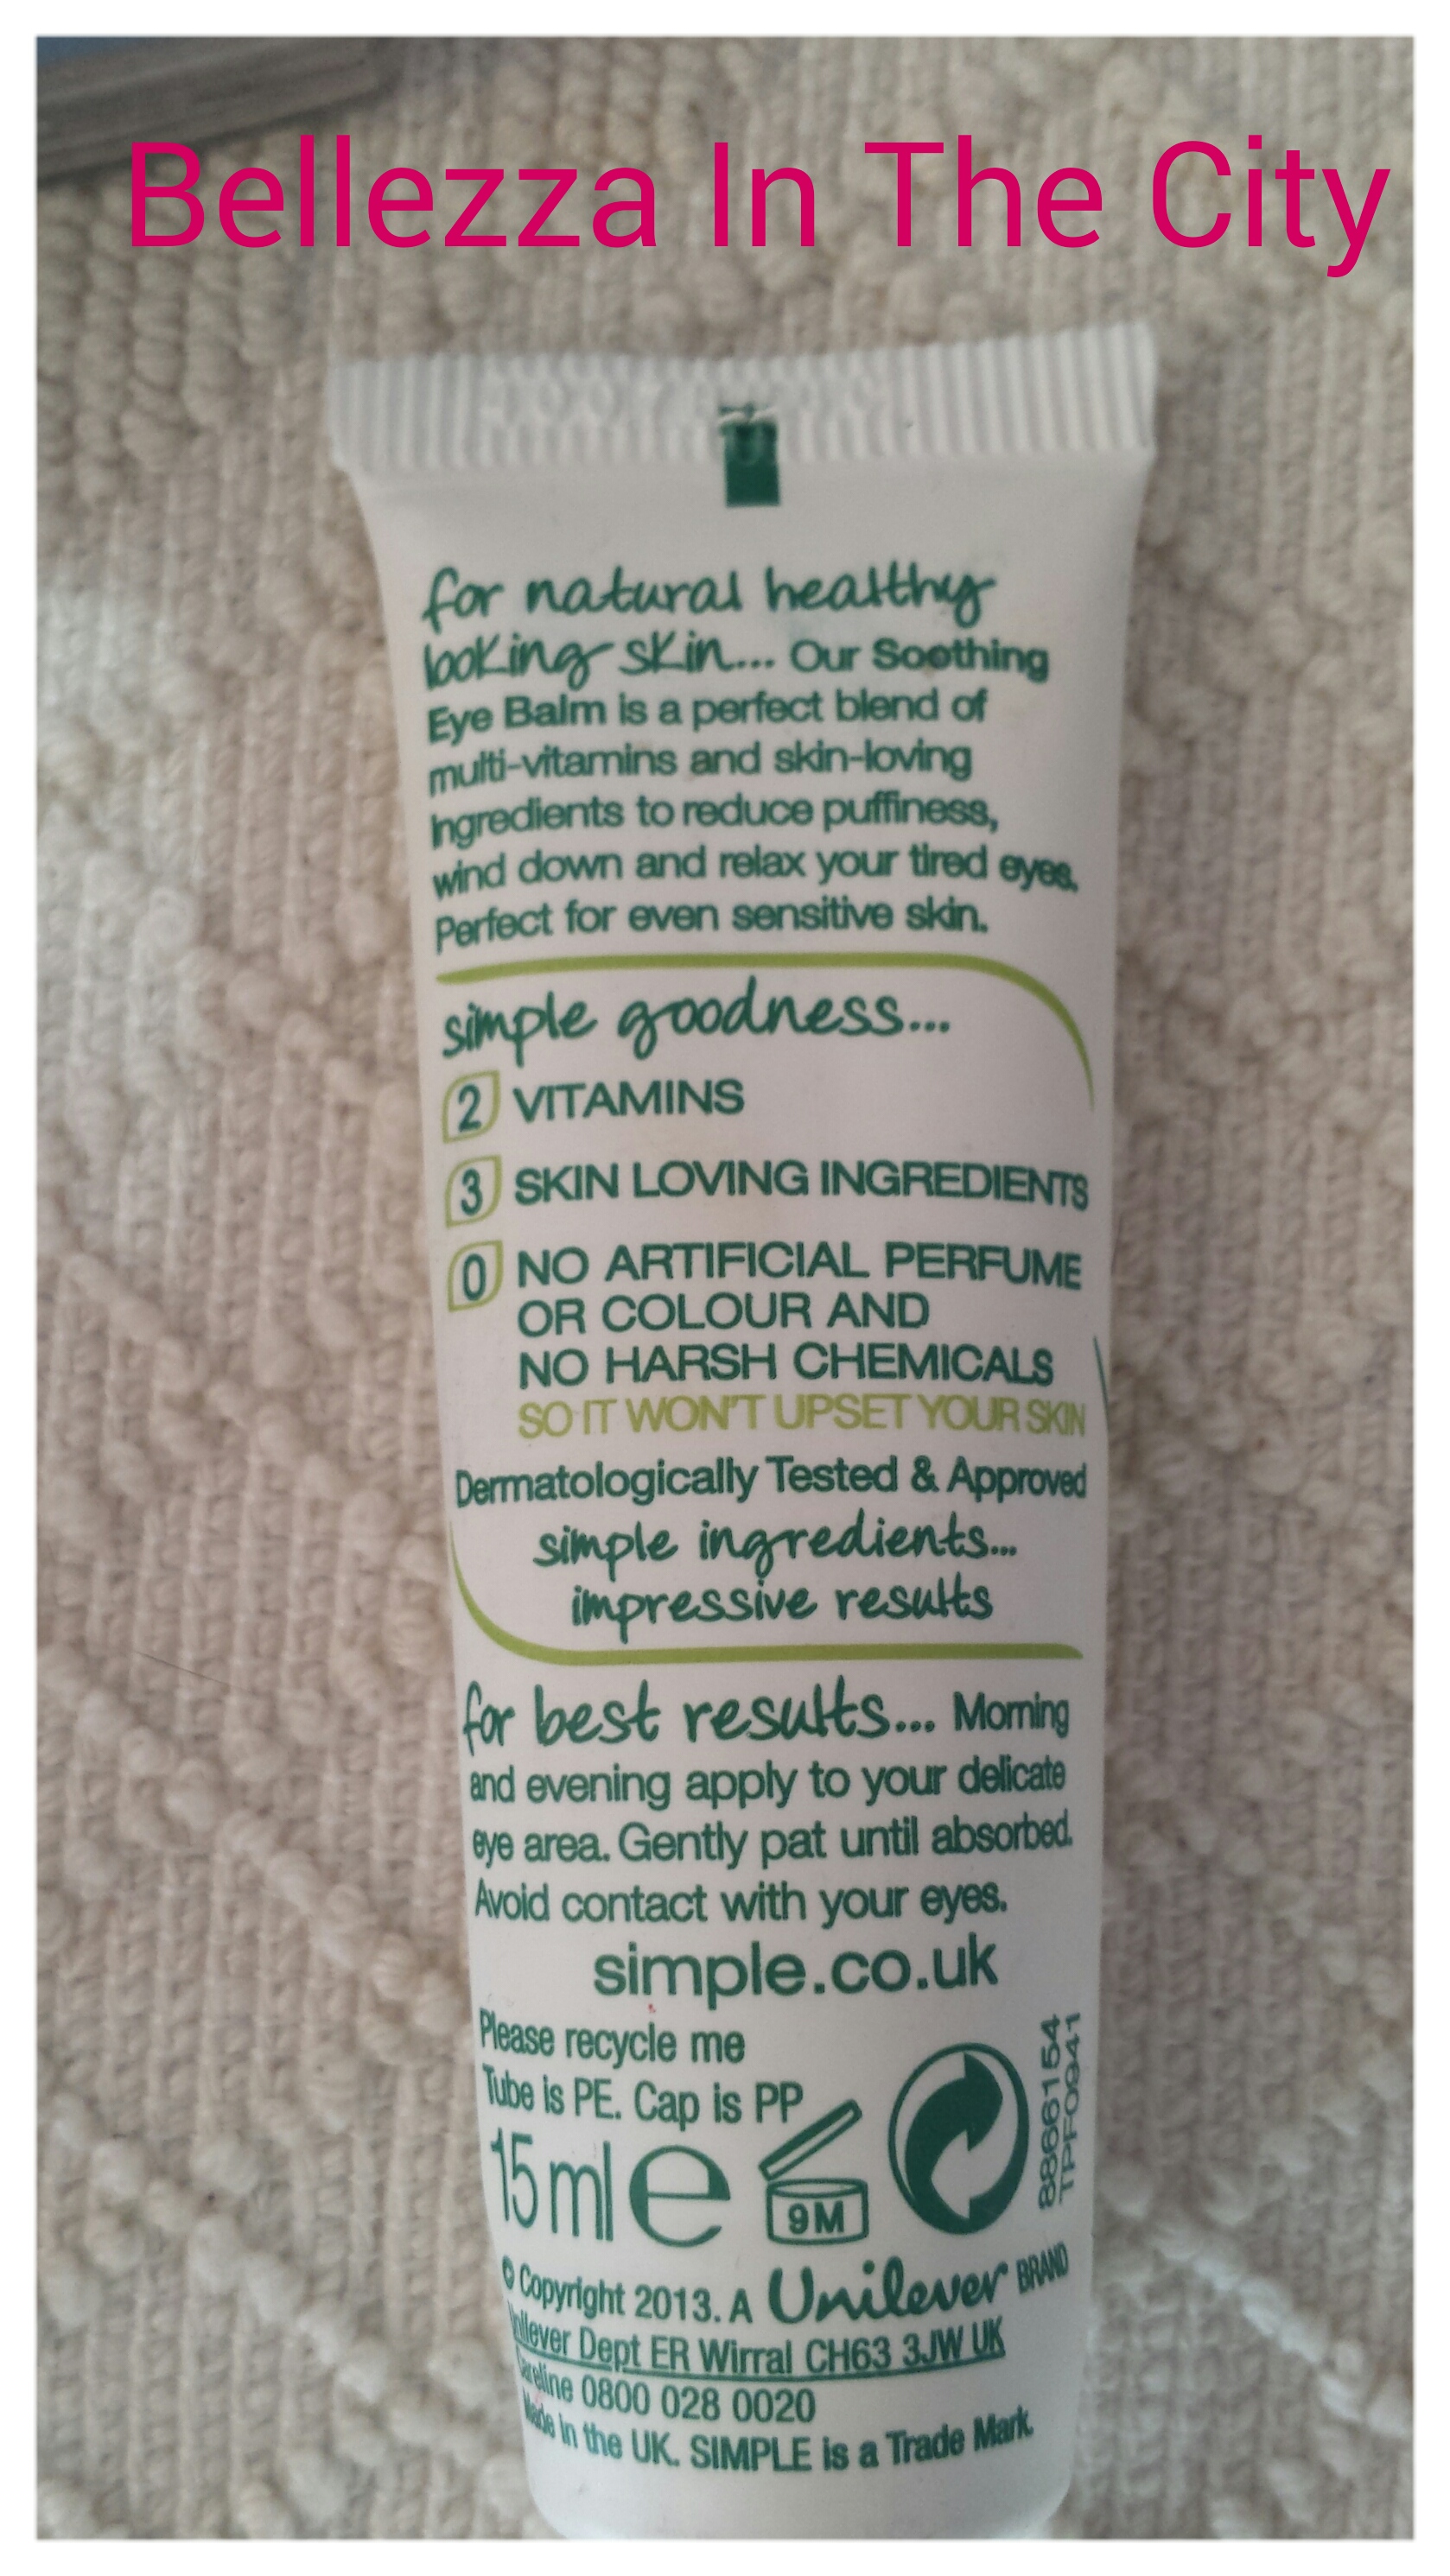 Bellezza In The City
for natural healthy
looking skin... Our Soothing
Eye Balm is a perfect blend of
multi-vitamins and skin-loving
ingredients to reduce puffiness,
wind down and relax your tired eyes.
Perfect for even sensitive skin.
simple goodness...
2 VITAMINS
3 SKIN LOVING INGREDIENTS
0 NO ARTIFICIAL PERFUME
OR COLOUR AND
NO HARSH CHEMICALS
SO IT WON'T UPSET YOUR SKIN
Dermatologically Tested & Approved
simple ingredients...
impressive results
for best results... Morning
and evening apply to your delicate
eye area. Gently pat until absorbed.
Avoid contact with your eyes.
simple.co.uk
Please recycle me
Tube is PE. Cap is PP
15 ml e
9M
8866154
TPF0941
© Copyright 2013. A Unilever BRAND
Unilever Dept ER Wirral CH63 3JW UK
Careline 0800 028 0020
Made in the UK. SIMPLE is a Trade Mark.